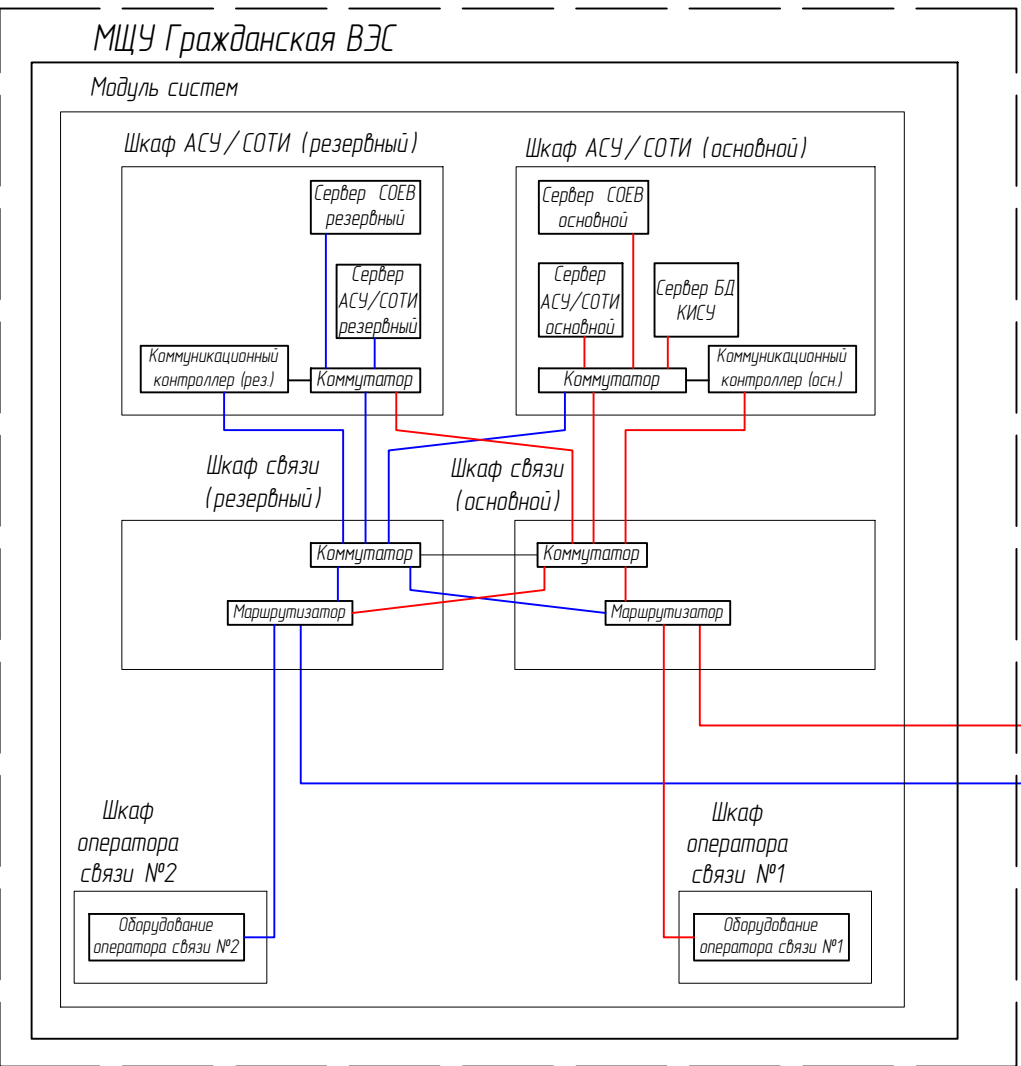 МЩУ Гражданская ВЭС
Модуль систем
Шкаф АСУ/СОТИ (резервный)
Шкаф АСУ/СОТИ (основной)
Сервер СОЕВ
резервный
Сервер
АСУ/СОТИ
резервный
Коммуникационный
контроллер (рез.)
Коммутатор
Сервер СОЕВ
основной
Сервер
АСУ/СОТИ
основной
Сервер БД
КИСУ
Коммутатор
Коммуникационный
контроллер (осн.)
Шкаф связи
(резервный)
Шкаф связи
(основной)
Коммутатор
Коммутатор
Маршрутизатор
Маршрутизатор
Шкаф
оператора
связи №2
Оборудование
оператора связи №2
Шкаф
оператора
связи №1
Оборудование
оператора связи №1